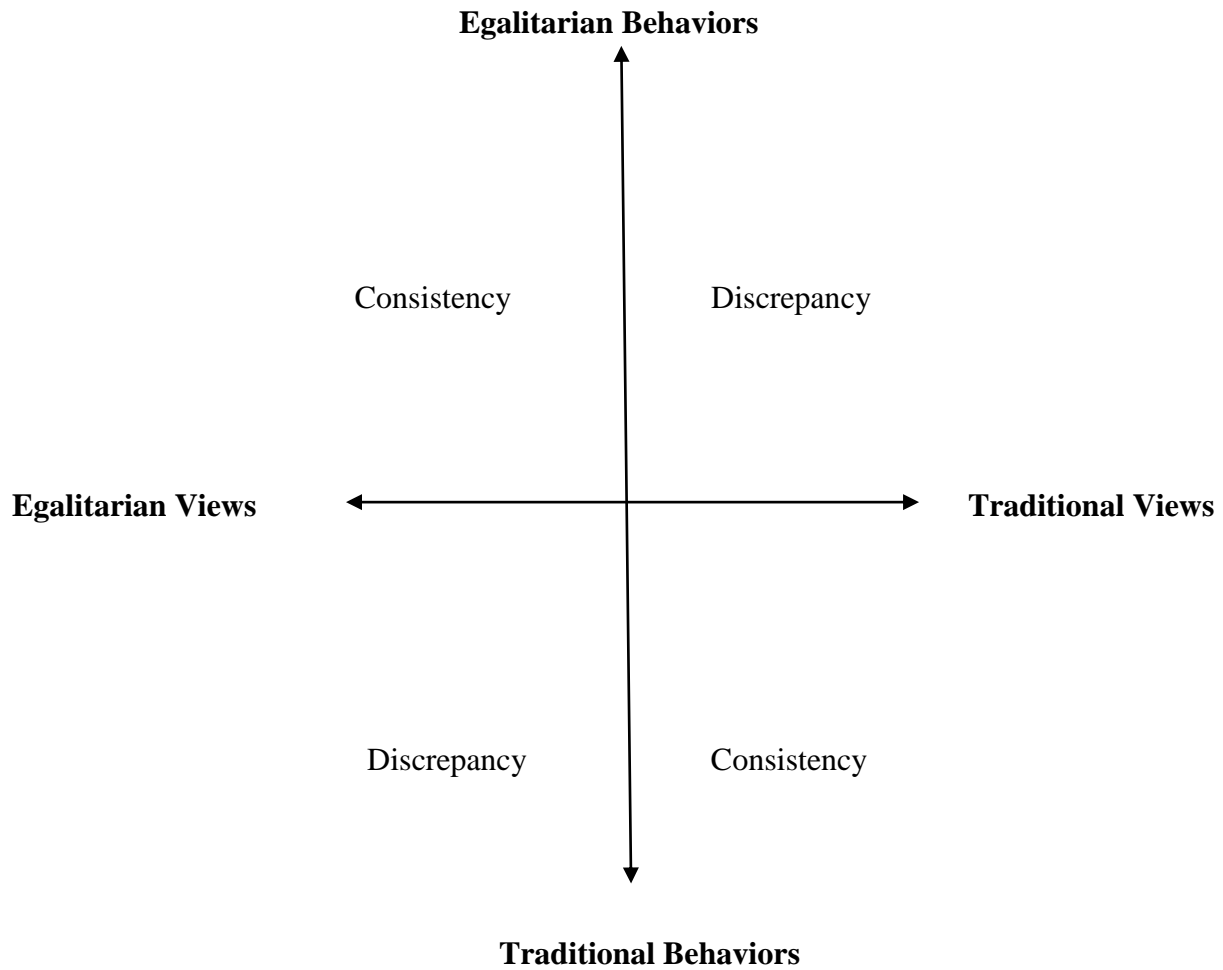 Egalitarian Behaviors
Consistency Discrepancy
Egalitarian Views Traditional Views
Discrepancy Consistency
Traditional Behaviors